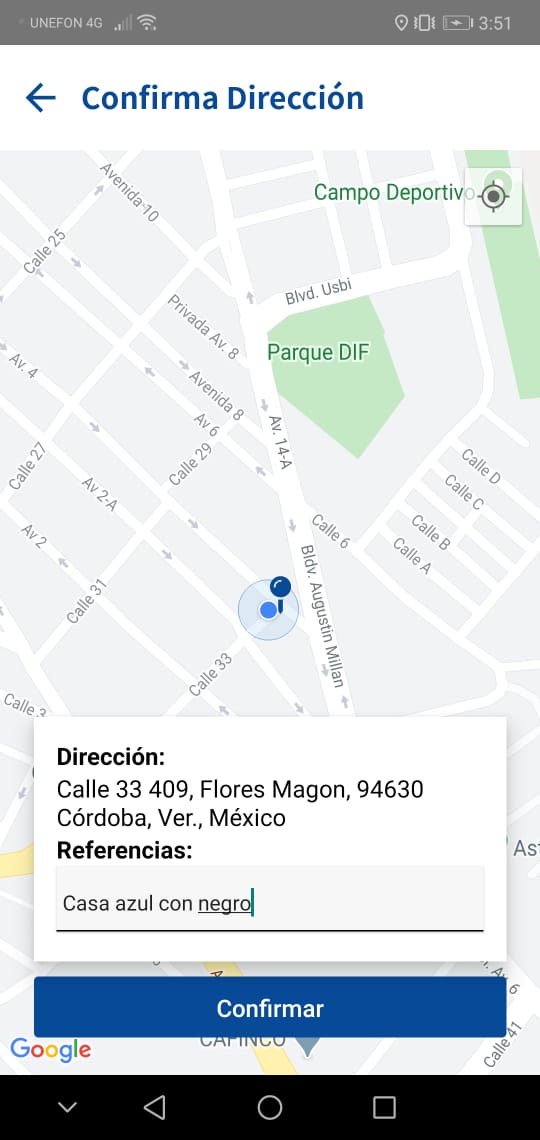 UNEFON 4G
3:51
Confirma Dirección
Avenida 10
Campo Deportivo
Calle 25
Blvd. Usbi
Privada Av. 8
Parque DIF
Av. 4
Avenida 8
Av 6
Av. 14-A
Calle 27
Calle 29
Calle D
Av 2-A
Calle C
Av 2
Calle 6
Calle B
Calle A
Bldv. Augustin Millan
Calle 31
Calle 33
Calle 3
Dirección:
Calle 33 409, Flores Magon, 94630
Córdoba, Ver., México
Referencias:
Ast
Casa azul con negro
Av. 6
Confirmar
CAFINCO
Calle 41
Google